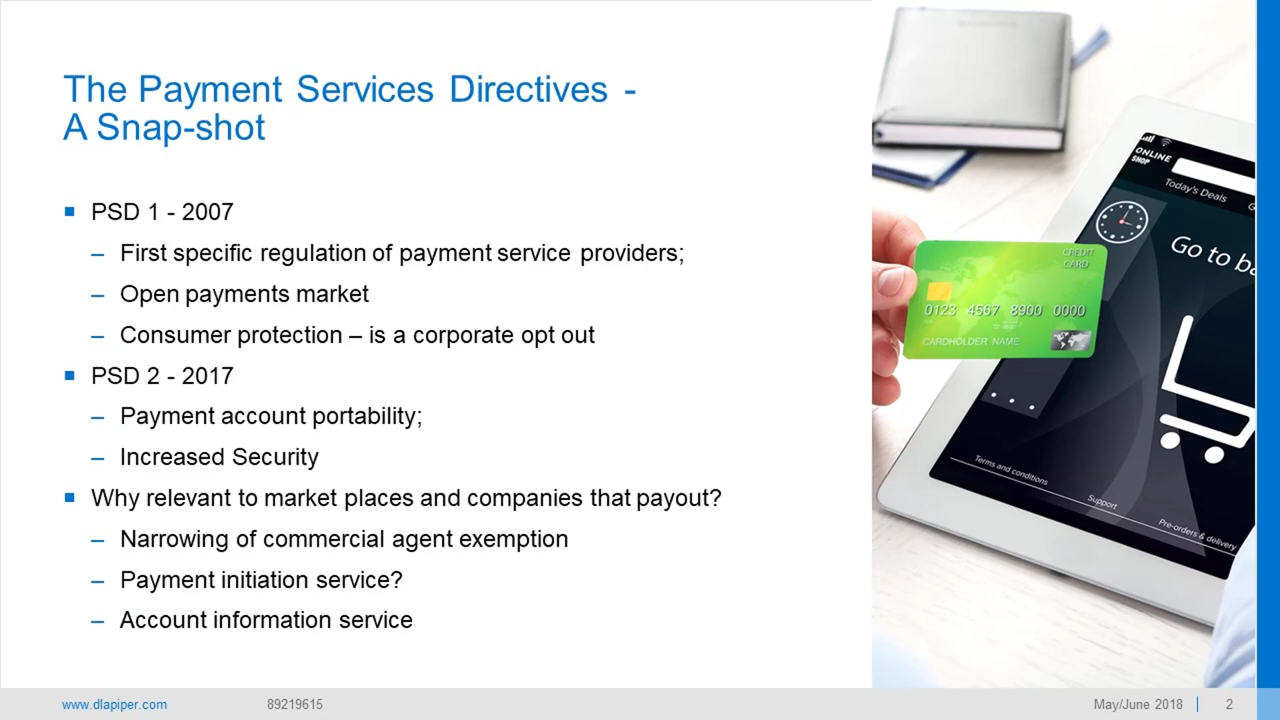 The Payment Services Directives -
A Snap-shot
PSD 1 - 2007
– First specific regulation of payment service providers;
– Open payments market
– Consumer protection – is a corporate opt out
PSD 2 - 2017
– Payment account portability;
– Increased Security
Why relevant to market places and companies that payout?
– Narrowing of commercial agent exemption
– Payment initiation service?
– Account information service
ONLINE
SHOP
Today's Deals
Go to
CREDIT
CARD
0123 4567 8900 0000
CARDHOLDER NAME
Terms and conditions
Support
Pre-orders & delivery
www.dlapiper.com
89219615
May/June 2018
2